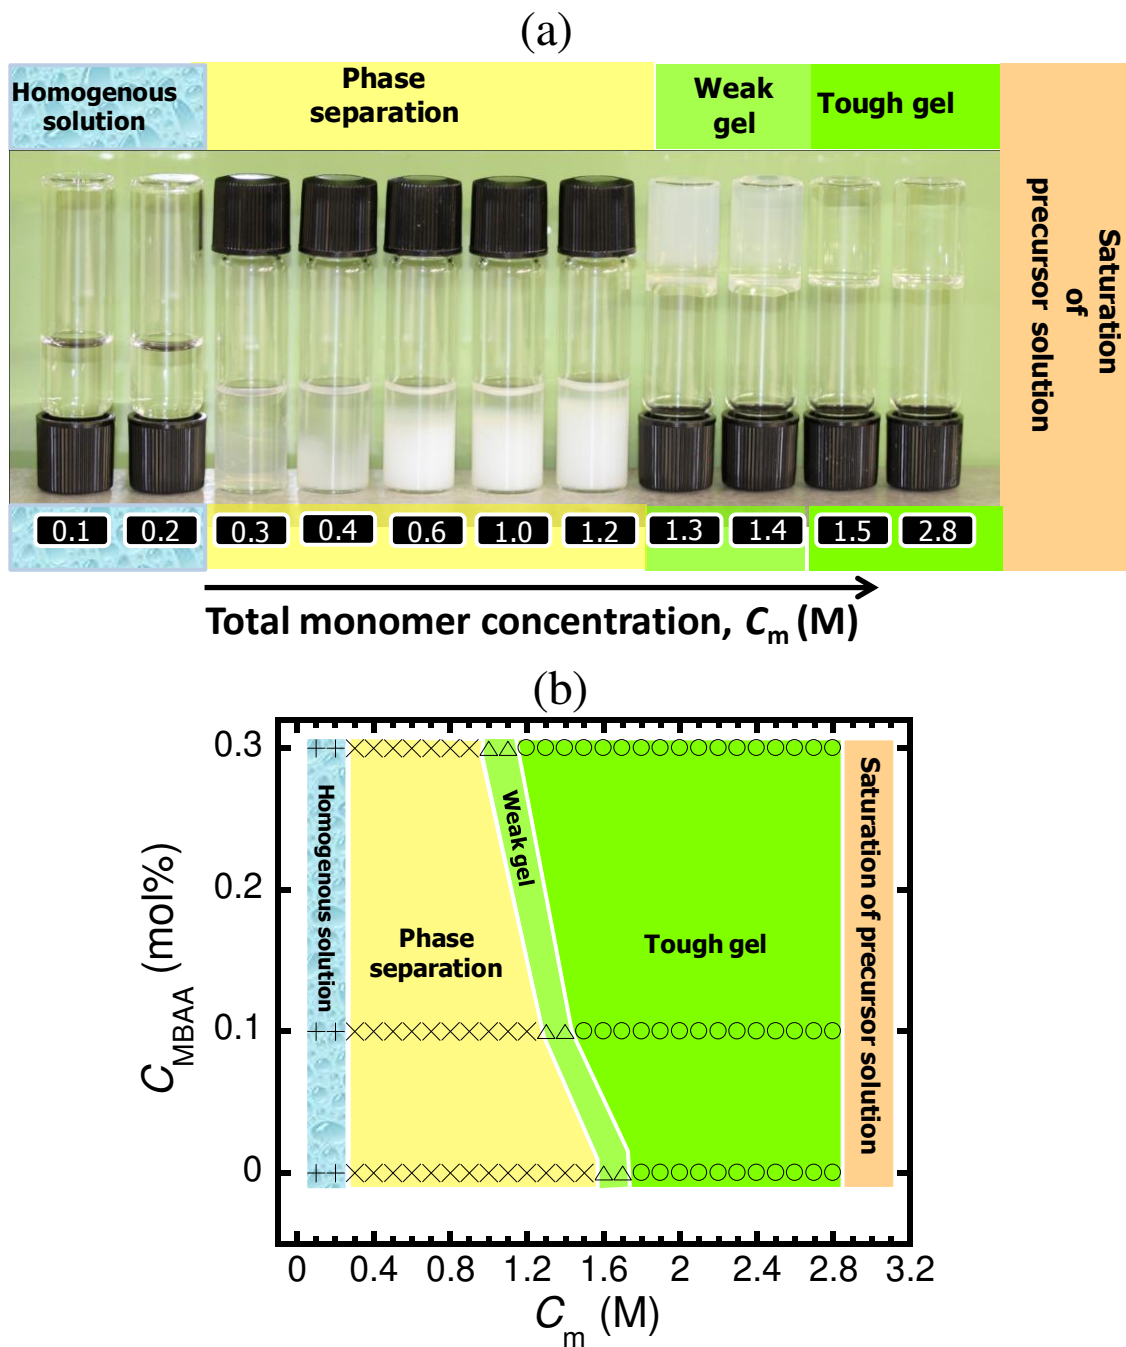 (a)
Homogenous
solution
Phase
separation
Weak
gel
Tough gel
Saturation
of
precursor solution
0.1 0.2 0.3 0.4 0.6 1.0 1.2 1.3 1.4 1.5 2.8
Total monomer concentration, Cm (M)
(b)
CMBAA (mol%)
0.3
0.2
0.1
0
Homogenous solution
Phase
separation
Weak gel
Tough gel
Saturation of precursor solution
0 0.4 0.8 1.2 1.6 2 2.4 2.8 3.2
Cm (M)